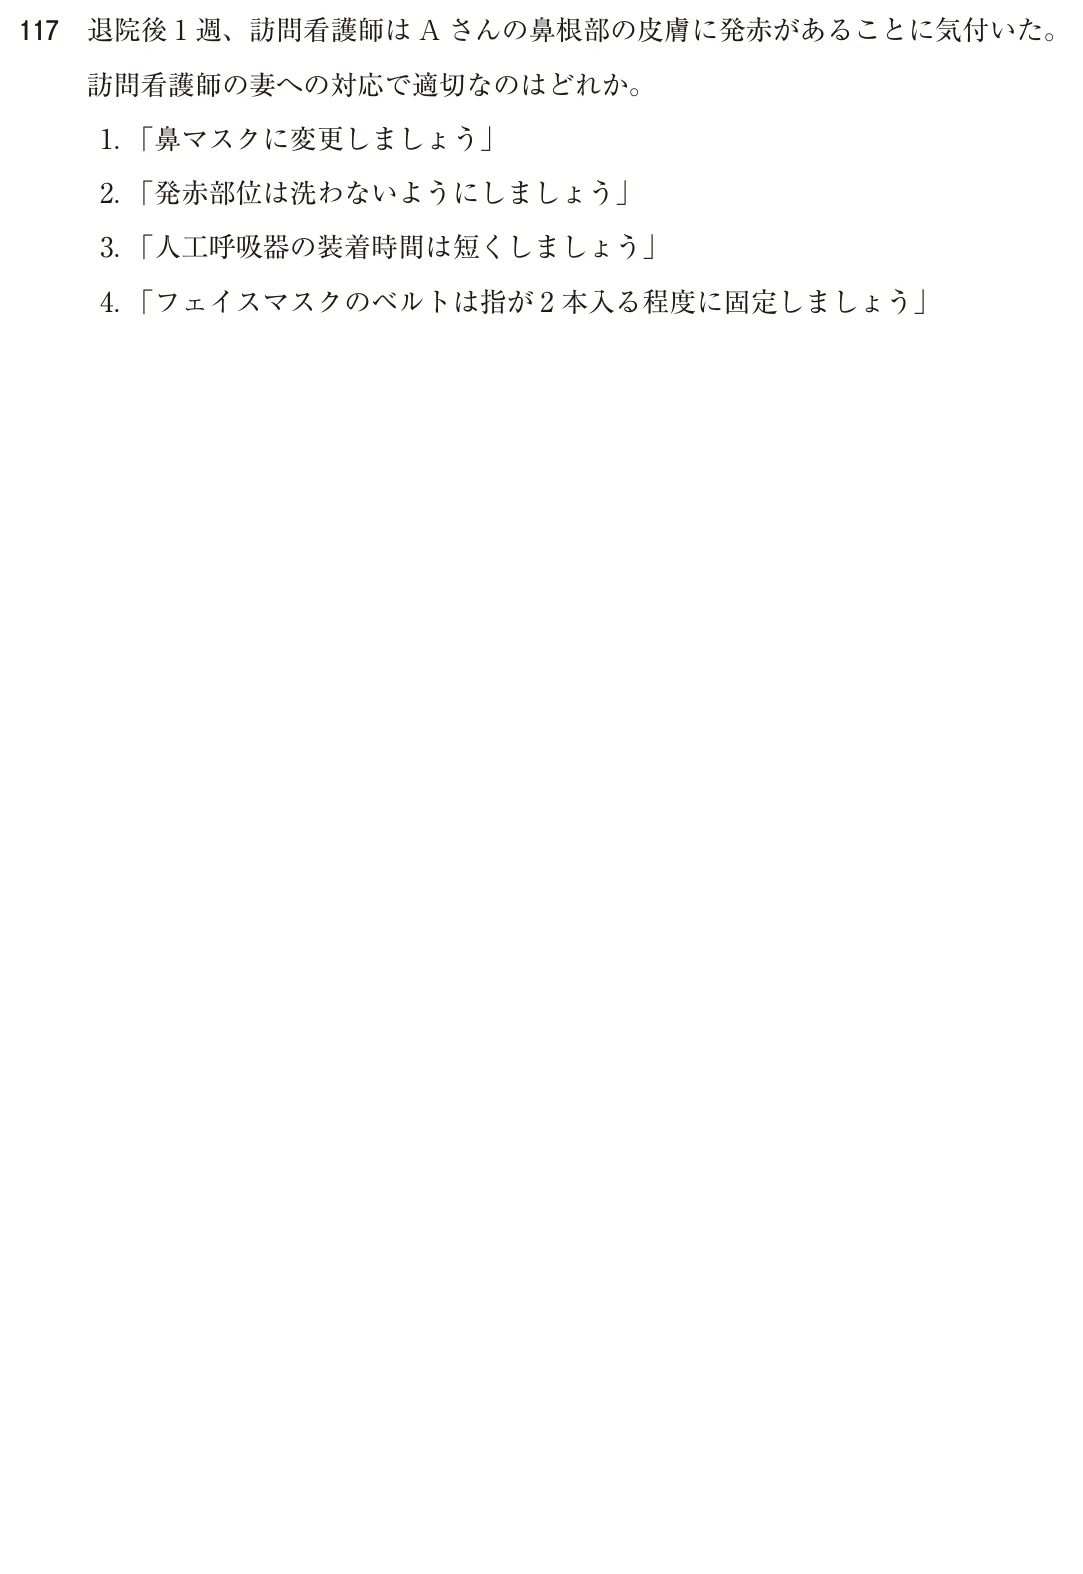 117 退院後1週、訪問看護師はAさんの鼻根部の皮膚に発赤があることに気付いた。
訪問看護師の妻への対応で適切なのはどれか。
1. 「鼻マスクに変更しましょう」
2. 「発赤部位は洗わないようにしましょう」
3. 「人工呼吸器の装着時間は短くしましょう」
4. 「フェイスマスクのベルトは指が2本入る程度に固定しましょう」